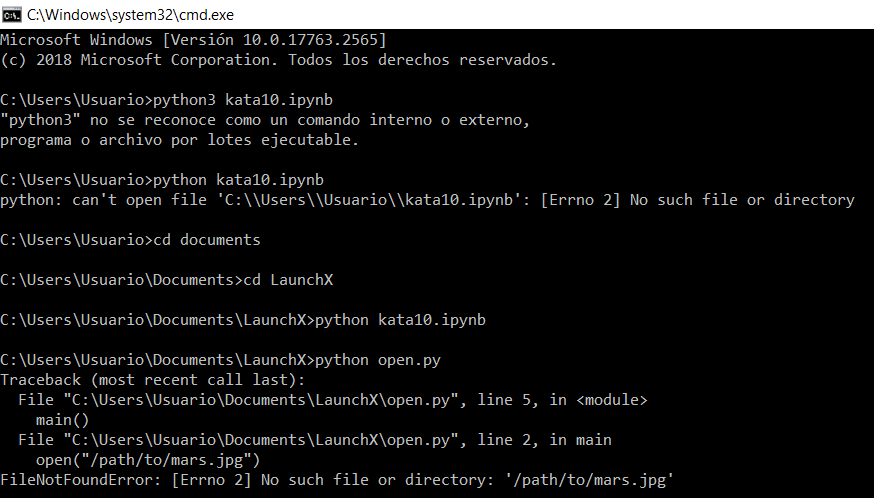 C:\Windows\system32\cmd.exe
Microsoft Windows [Versión 10.0.17763.2565]
(c) 2018 Microsoft Corporation. Todos los derechos reservados.
C:\Users\Usuario>python3 kata10.ipynb
"python3" no se reconoce como un comando interno o externo,
programa o archivo por lotes ejecutable.
C:\Users\Usuario>python kata10.ipynb
python: can't open file 'C:\\Users\\Usuario\\kata10.ipynb': [Errno 2] No such file or directory
C:\Users\Usuario>cd documents
C:\Users\Usuario\Documents>cd LaunchX
C:\Users\Usuario\Documents\LaunchX>python kata10.ipynb
C:\Users\Usuario\Documents\LaunchX>python open.py
Traceback (most recent call last):
  File "C:\Users\Usuario\Documents\LaunchX\open.py", line 5, in <module>
    main()
  File "C:\Users\Usuario\Documents\LaunchX\open.py", line 2, in main
    open("/path/to/mars.jpg")
FileNotFoundError: [Errno 2] No such file or directory: '/path/to/mars.jpg'